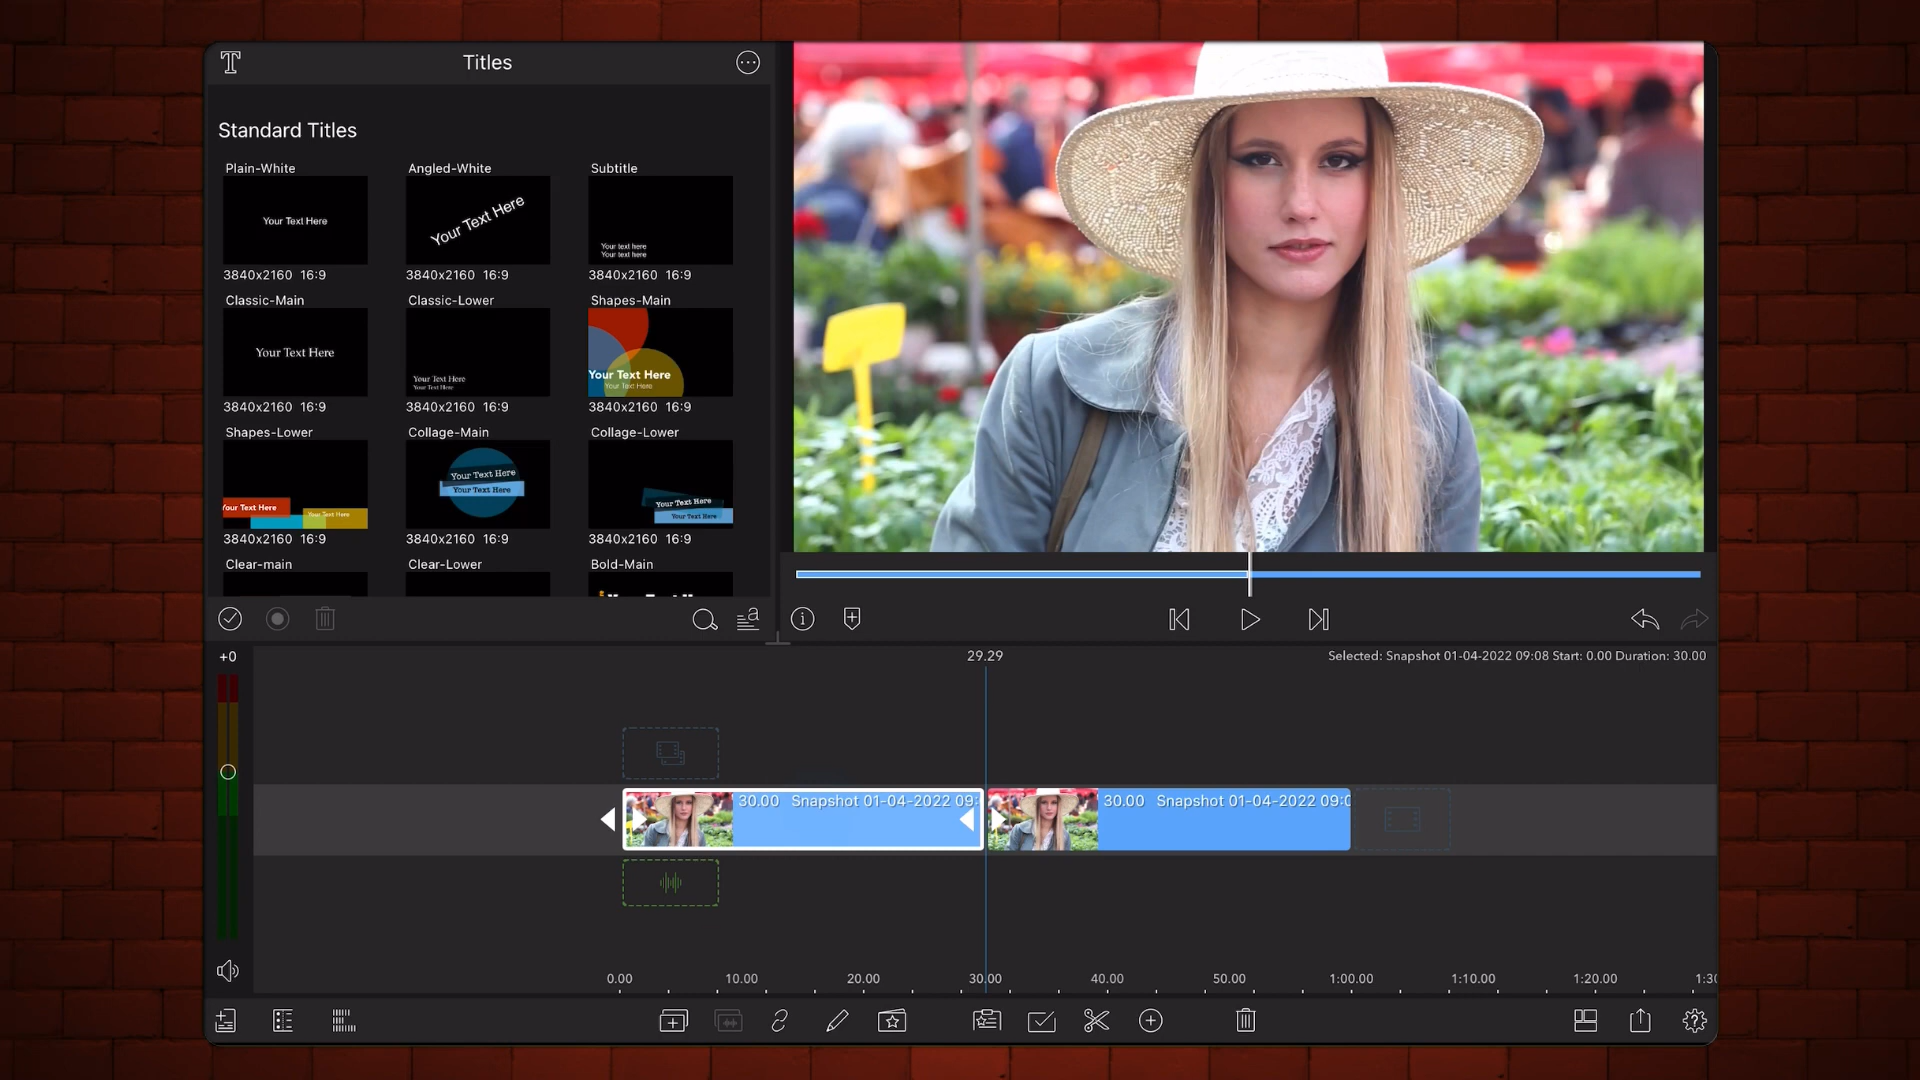 Titles
Standard Titles
Plain-White
Angled-White
Subtitle
Your Text Here
Your Text Here
Your text here
Your text here
3840x2160 16:9
3840x2160 16:9
3840x2160 16:9
Classic-Main
Classic-Lower
Shapes-Main
Your Text Here
Your Text Here
Your Text Here
Your Text Here
Your Text Here
3840x2160 16:9
3840x2160 16:9
3840x2160 16:9
Shapes-Lower
Collage-Main
Collage-Lower
Your Text Here
Your Text Here
Your Text Here
Your Text Here
Your Text Here
Your Text Here
3840x2160 16:9
3840x2160 16:9
3840x2160 16:9
Clear-main
Clear-Lower
Bold-Main
+0
29.29
Selected: Snapshot 01-04-2022 09:08 Start: 0.00 Duration: 30.00
30.00 Snapshot 01-04-2022 09:
30.00 Snapshot 01-04-2022 09:0
0.00 10.00 20.00 30.00 40.00 50.00 1:00.00 1:10.00 1:20.00 1:30